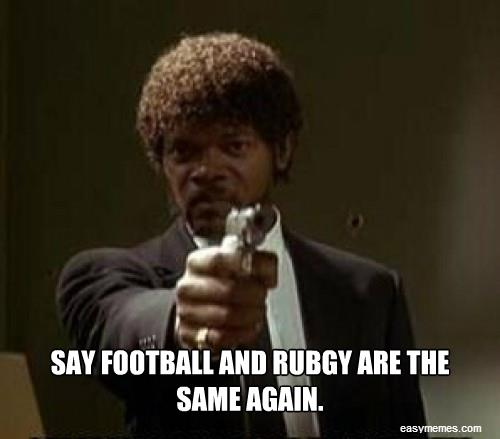 SAY FOOTBALL AND RUBGY ARE THE
SAME AGAIN.
easymemes.com